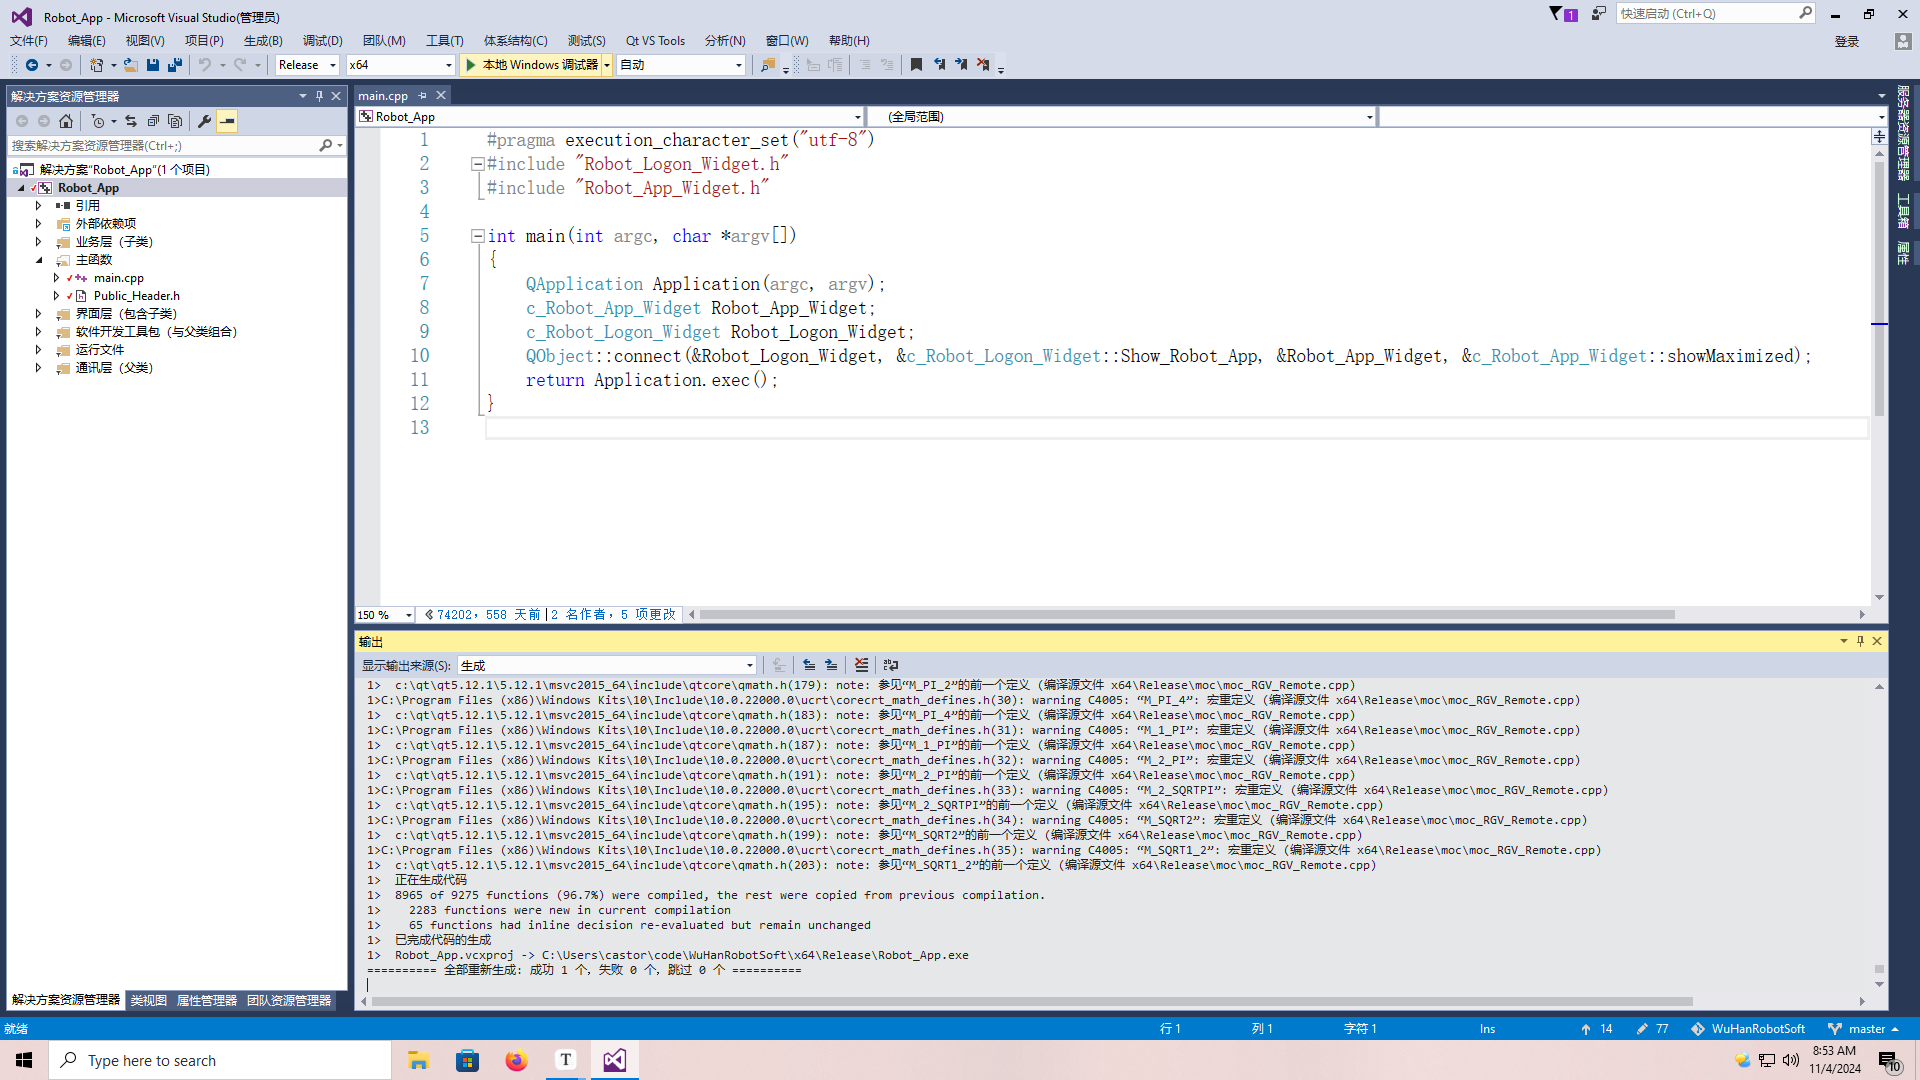 Robot_App - Microsoft Visual Studio(管理员)
1
快速启动 (Ctrl+Q)
文件(F) 编辑(E) 视图(V) 项目(P) 生成(B) 调试(D) 团队(M) 工具(T) 体系结构(C) 测试(S) Qt VS Tools 分析(N) 窗口(W) 帮助(H)
登录
Release x64 本地 Windows 调试器 自动
解决方案资源管理器
搜索解决方案资源管理器(Ctrl+;)
解决方案"Robot_App"(1 个项目)
Robot_App
引用
外部依赖项
业务层（子类）
主函数
main.cpp
Public_Header.h
界面层（包含子类）
软件开发工具包（与父类组合）
运行文件
通讯层（父类）
解决方案资源管理器 类视图 属性管理器 团队资源管理器
main.cpp
Robot_App (全局范围)
1 #pragma execution_character_set("utf-8")
2 #include "Robot_Logon_Widget.h"
3 #include "Robot_App_Widget.h"
4
5 int main(int argc, char *argv[])
6 {
7 QApplication Application(argc, argv);
8 c_Robot_App_Widget Robot_App_Widget;
9 c_Robot_Logon_Widget Robot_Logon_Widget;
10 QObject::connect(&Robot_Logon_Widget, &c_Robot_Logon_Widget::Show_Robot_App, &Robot_App_Widget, &c_Robot_App_Widget::showMaximized);
11 return Application.exec();
12 }
13
150 % 74202，558 天前|2 名作者，5 项更改
服务器资源管理器
工具箱
属性
输出
显示输出来源(S): 生成
1> c:\qt\qt5.12.1\5.12.1\msvc2015_64\include\qtcore\qmath.h(179): note: 参见“M_PI_2”的前一个定义 (编译源文件 x64\Release\moc\moc_RGV_Remote.cpp)
1>C:\Program Files (x86)\Windows Kits\10\Include\10.0.22000.0\ucrt\corecrt_math_defines.h(30): warning C4005: “M_PI_4”: 宏重定义 (编译源文件 x64\Release\moc\moc_RGV_Remote.cpp)
1> c:\qt\qt5.12.1\5.12.1\msvc2015_64\include\qtcore\qmath.h(183): note: 参见“M_PI_4”的前一个定义 (编译源文件 x64\Release\moc\moc_RGV_Remote.cpp)
1>C:\Program Files (x86)\Windows Kits\10\Include\10.0.22000.0\ucrt\corecrt_math_defines.h(31): warning C4005: “M_1_PI”: 宏重定义 (编译源文件 x64\Release\moc\moc_RGV_Remote.cpp)
1> c:\qt\qt5.12.1\5.12.1\msvc2015_64\include\qtcore\qmath.h(187): note: 参见“M_1_PI”的前一个定义 (编译源文件 x64\Release\moc\moc_RGV_Remote.cpp)
1>C:\Program Files (x86)\Windows Kits\10\Include\10.0.22000.0\ucrt\corecrt_math_defines.h(32): warning C4005: “M_2_PI”: 宏重定义 (编译源文件 x64\Release\moc\moc_RGV_Remote.cpp)
1> c:\qt\qt5.12.1\5.12.1\msvc2015_64\include\qtcore\qmath.h(191): note: 参见“M_2_PI”的前一个定义 (编译源文件 x64\Release\moc\moc_RGV_Remote.cpp)
1>C:\Program Files (x86)\Windows Kits\10\Include\10.0.22000.0\ucrt\corecrt_math_defines.h(33): warning C4005: “M_2_SQRTPI”: 宏重定义 (编译源文件 x64\Release\moc\moc_RGV_Remote.cpp)
1> c:\qt\qt5.12.1\5.12.1\msvc2015_64\include\qtcore\qmath.h(195): note: 参见“M_2_SQRTPI”的前一个定义 (编译源文件 x64\Release\moc\moc_RGV_Remote.cpp)
1>C:\Program Files (x86)\Windows Kits\10\Include\10.0.22000.0\ucrt\corecrt_math_defines.h(34): warning C4005: “M_SQRT2”: 宏重定义 (编译源文件 x64\Release\moc\moc_RGV_Remote.cpp)
1> c:\qt\qt5.12.1\5.12.1\msvc2015_64\include\qtcore\qmath.h(199): note: 参见“M_SQRT2”的前一个定义 (编译源文件 x64\Release\moc\moc_RGV_Remote.cpp)
1>C:\Program Files (x86)\Windows Kits\10\Include\10.0.22000.0\ucrt\corecrt_math_defines.h(35): warning C4005: “M_SQRT1_2”: 宏重定义 (编译源文件 x64\Release\moc\moc_RGV_Remote.cpp)
1> c:\qt\qt5.12.1\5.12.1\msvc2015_64\include\qtcore\qmath.h(203): note: 参见“M_SQRT1_2”的前一个定义 (编译源文件 x64\Release\moc\moc_RGV_Remote.cpp)
1> 正在生成代码
1> 8965 of 9275 functions (96.7%) were compiled, the rest were copied from previous compilation.
1> 2283 functions were new in current compilation
1> 65 functions had inline decision re-evaluated but remain unchanged
1> 已完成代码的生成
1> Robot_App.vcxproj -> C:\Users\castor\code\WuHanRobotSoft\x64\Release\Robot_App.exe
========== 全部重新生成: 成功 1 个，失败 0 个，跳过 0 个 ==========
就绪 行 1 列 1 字符 1 Ins 14 77 WuHanRobotSoft master
Type here to search
T
8:53 AM
11/4/2024
10